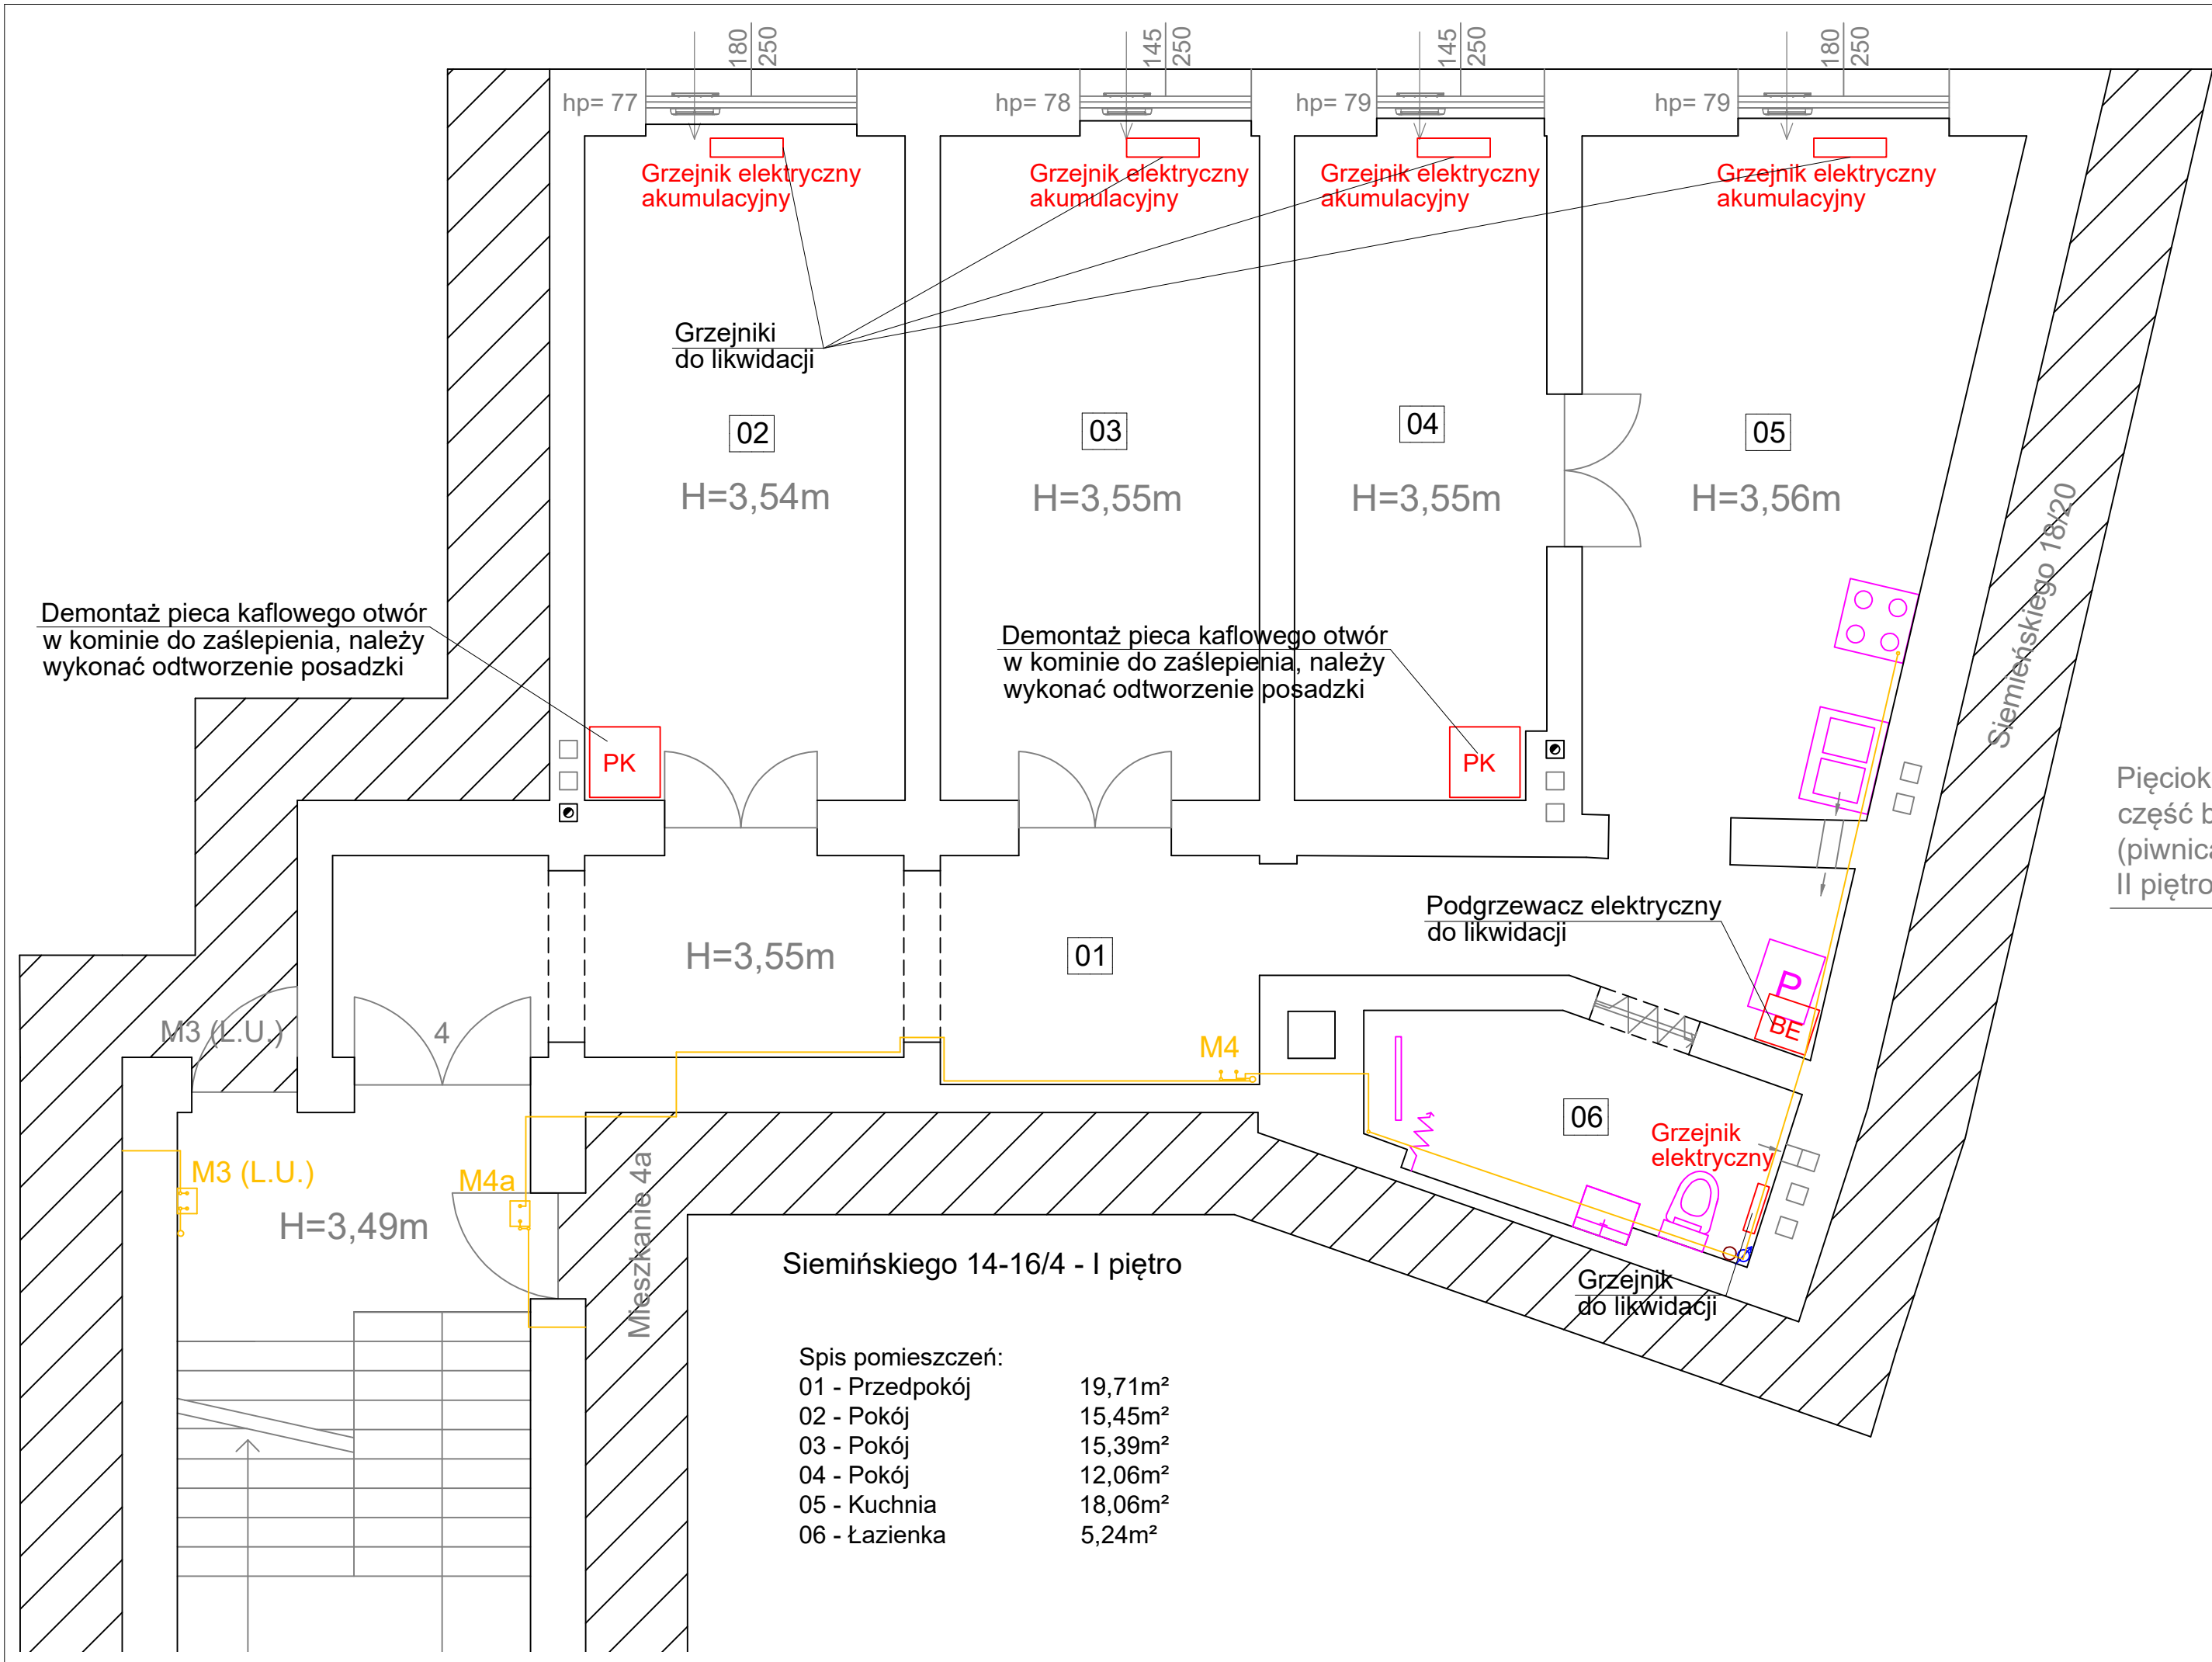 180
250
145
250
145
250
180
250
hp= 77
hp= 78
hp= 79
hp= 79
Grzejnik elektryczny
akumulacyjny
Grzejnik elektryczny
akumulacyjny
Grzejnik elektryczny
akumulacyjny
Grzejnik elektryczny
akumulacyjny
Grzejniki
do likwidacji
02
03
04
05
H=3,54m
H=3,55m
H=3,55m
H=3,56m
Siemieńskiego 18/20
Demontaż pieca kaflowego otwór
w kominie do zaślepienia, należy
wykonać odtworzenie posadzki
Demontaż pieca kaflowego otwór
w kominie do zaślepienia, należy
wykonać odtworzenie posadzki
PK
PK
Pięciok
część b
(piwnica
II piętro
Podgrzewacz elektryczny
do likwidacji
H=3,55m
01
P
BE
M3 (L.U.)
4
M4
06
Grzejnik
elektryczny
M3 (L.U.)
M4a
H=3,49m
Mieszkanie 4a
Siemińskiego 14-16/4 - I piętro
Grzejnik
do likwidacji
Spis pomieszczeń:
01 - Przedpokój 19,71m²
02 - Pokój 15,45m²
03 - Pokój 15,39m²
04 - Pokój 12,06m²
05 - Kuchnia 18,06m²
06 - Łazienka 5,24m²